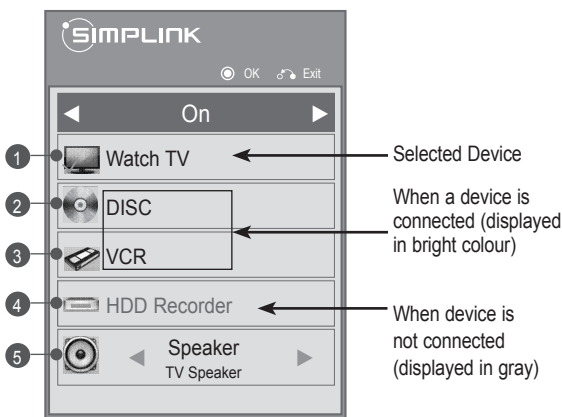 SIMPLINK
OK Exit
On
1 Watch TV
Selected Device
2 DISC
When a device is
connected (displayed
in bright colour)
3 VCR
4 HDD Recorder
When device is
not connected
(displayed in gray)
5 Speaker
TV Speaker